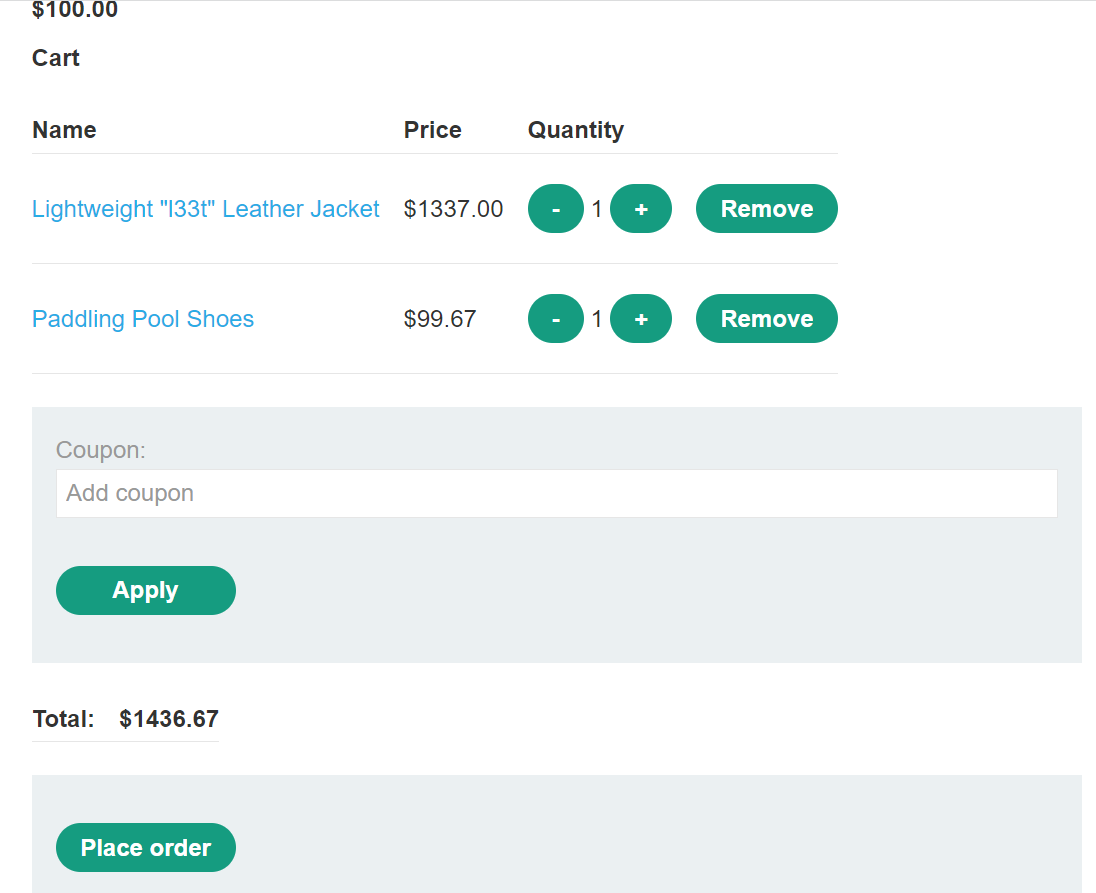 $100.00
Cart
Name Price Quantity
Lightweight "l33t" Leather Jacket $1337.00 - 1 + Remove
Paddling Pool Shoes $99.67 - 1 + Remove
Coupon:
Add coupon
Apply
Total: $1436.67
Place order